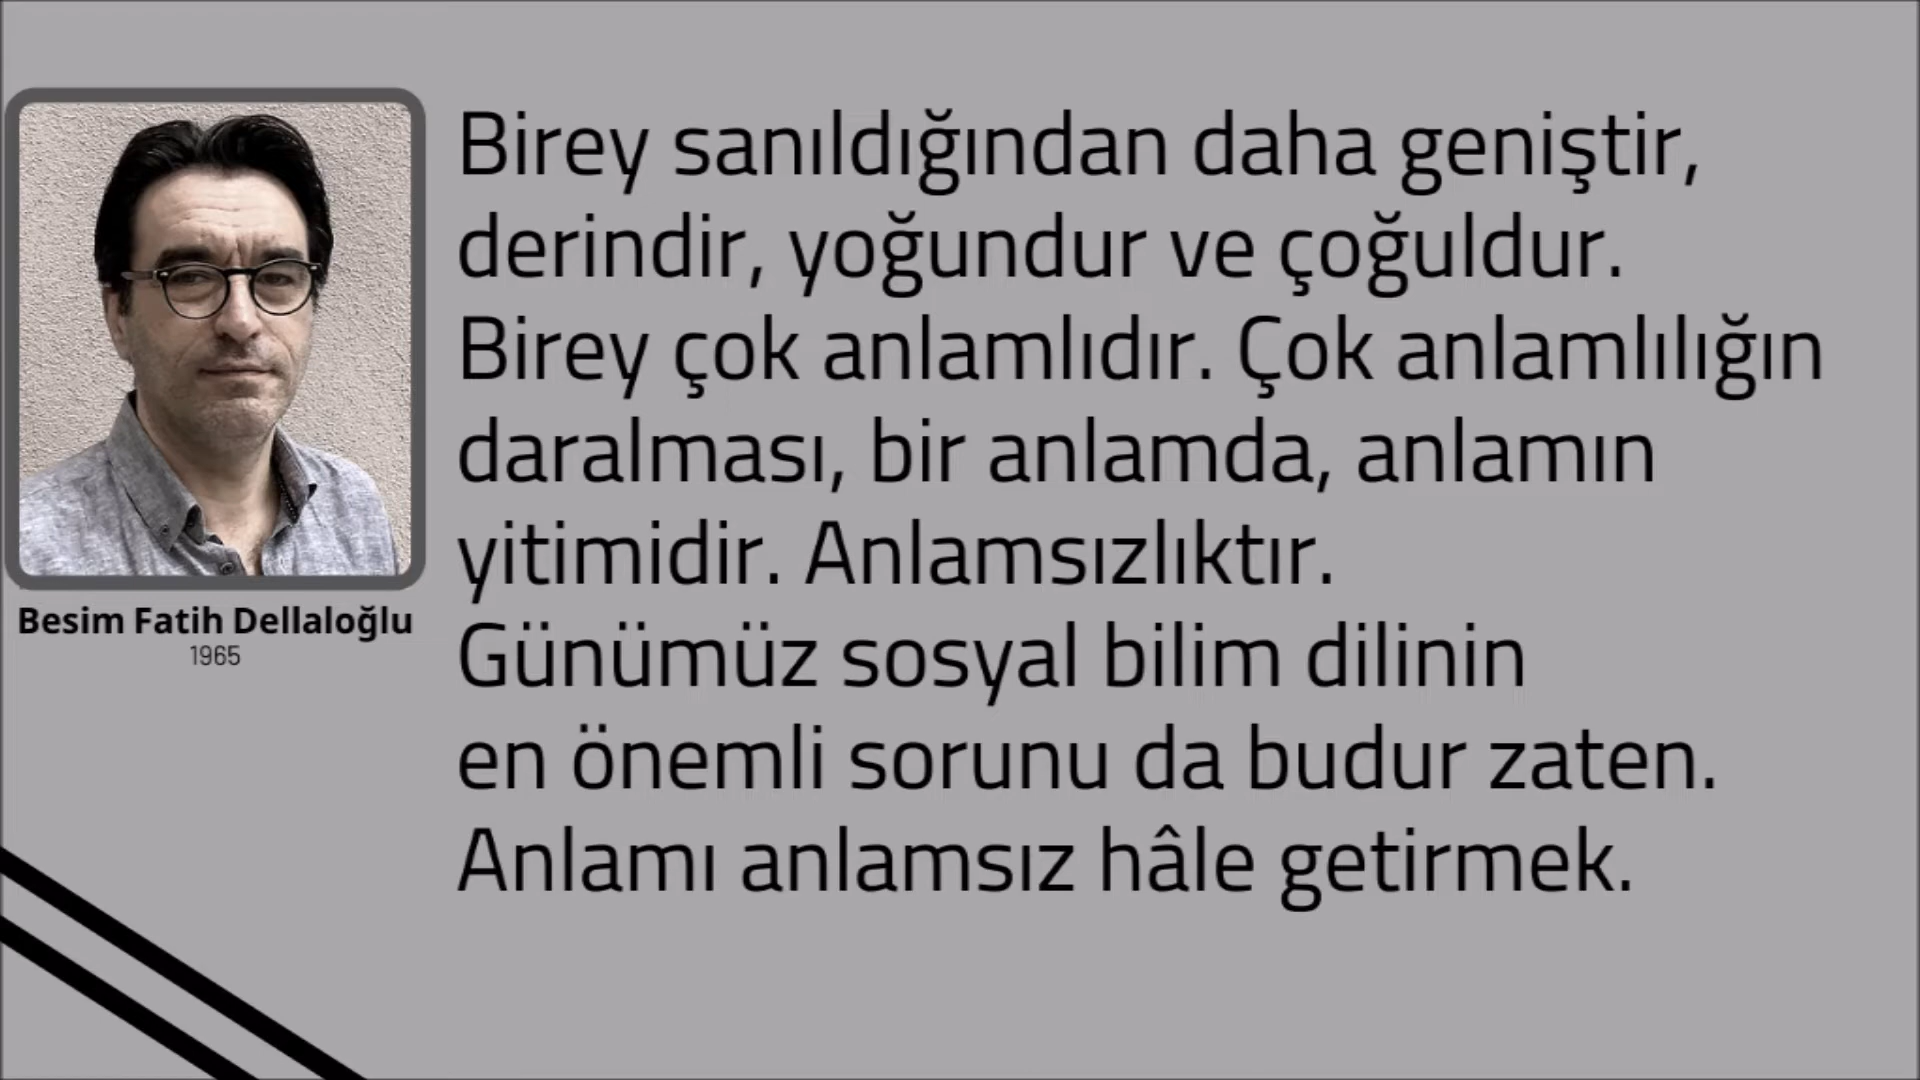 Birey sanıldığından daha geniştir,
derindir, yoğundur ve çoğuldur.
Birey çok anlamlıdır. Çok anlamlılığın
daralması, bir anlamda, anlamın
yitimidir. Anlamsızlıktır.
Günümüz sosyal bilim dilinin
en önemli sorunu da budur zaten.
Anlamı anlamsız hâle getirmek.
Besim Fatih Dellaloğlu
1965